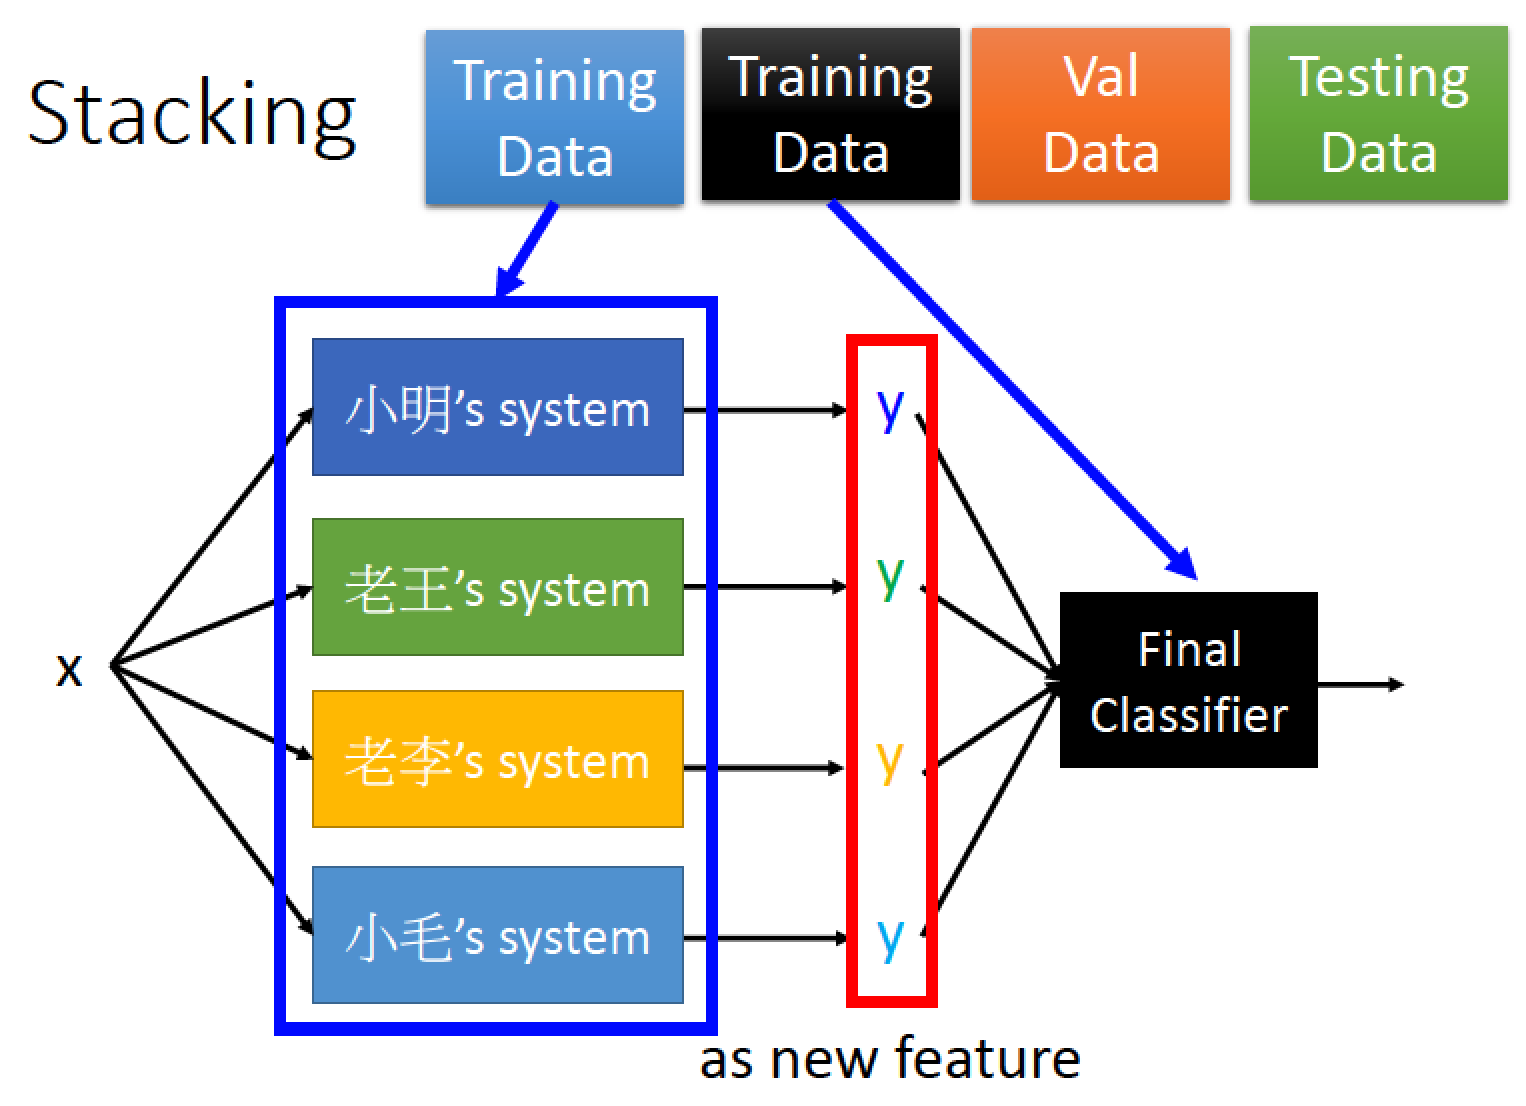 Stacking
Training
Data
Training
Data
Val
Data
Testing
Data
小明’s system
y
老王’s system
y
x
Final
Classifier
老李’s system
y
小毛’s system
y
as new feature